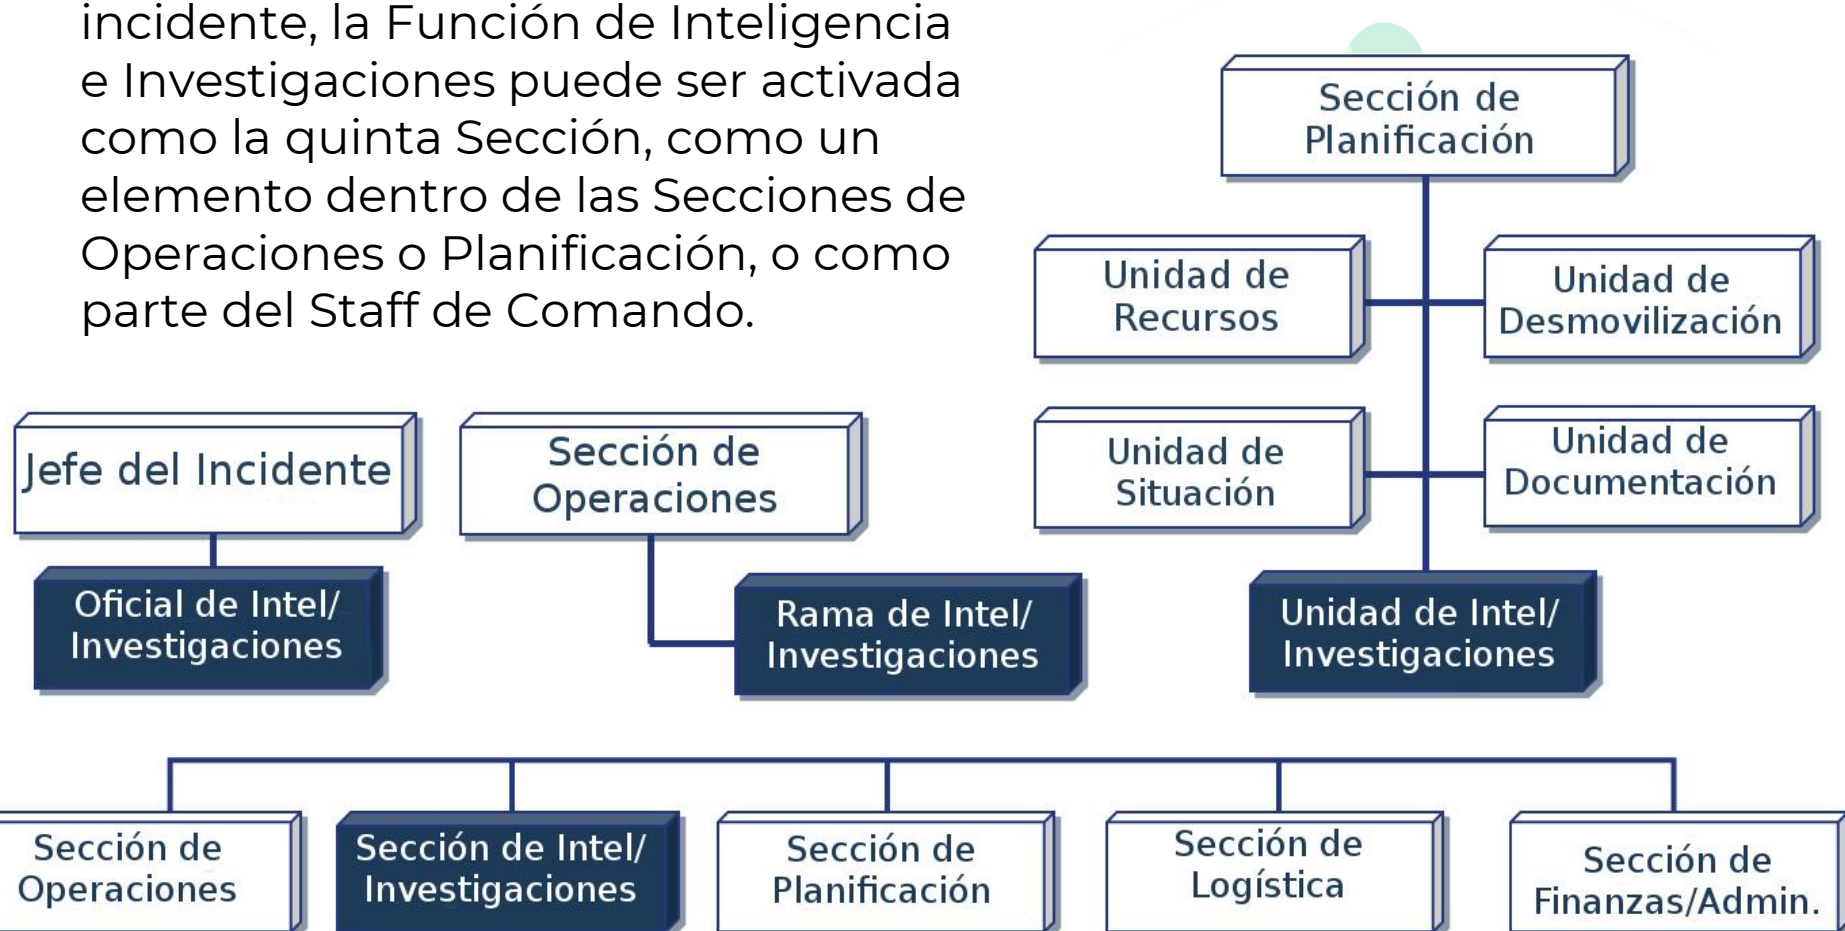 incidente, la Función de Inteligencia
e Investigaciones puede ser activada
como la quinta Sección, como un
elemento dentro de las Secciones de
Operaciones o Planificación, o como
parte del Staff de Comando.
Sección de
Planificación
Unidad de
Recursos
Unidad de
Desmovilización
Unidad de
Situación
Unidad de
Documentación
Jefe del Incidente
Sección de
Operaciones
Oficial de Intel/
Investigaciones
Rama de Intel/
Investigaciones
Unidad de Intel/
Investigaciones
Sección de
Operaciones
Sección de Intel/
Investigaciones
Sección de
Planificación
Sección de
Logística
Sección de
Finanzas/Admin.